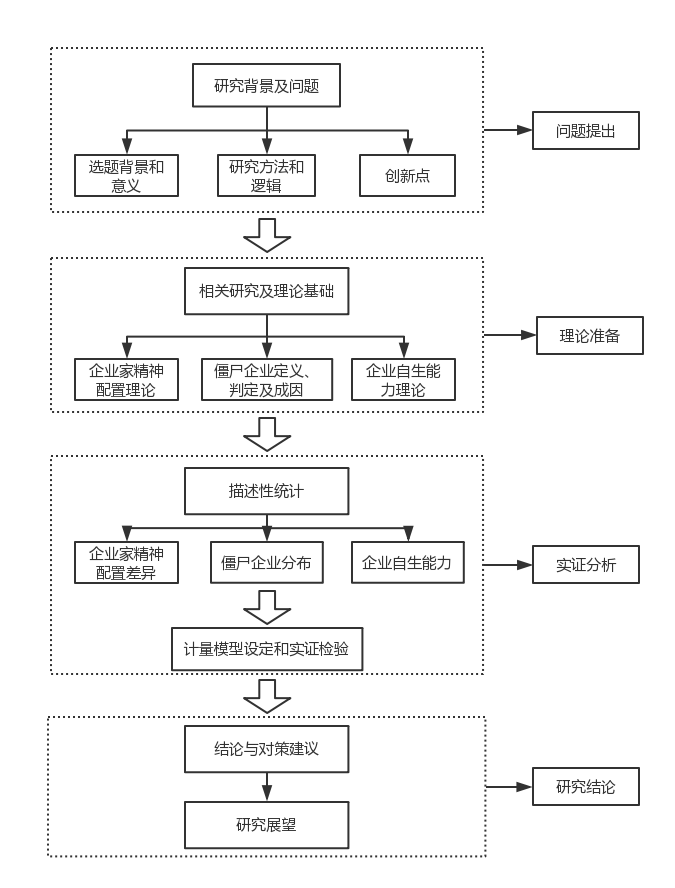 研究背景及问题
问题提出
选题背景和
意义
研究方法和
逻辑
创新点
相关研究及理论基础
理论准备
企业家精神
配置理论
僵尸企业定义、
判定及成因
企业自生能
力理论
描述性统计
企业家精神
配置差异
僵尸企业分布
企业自生能力
实证分析
计量模型设定和实证检验
结论与对策建议
研究结论
研究展望